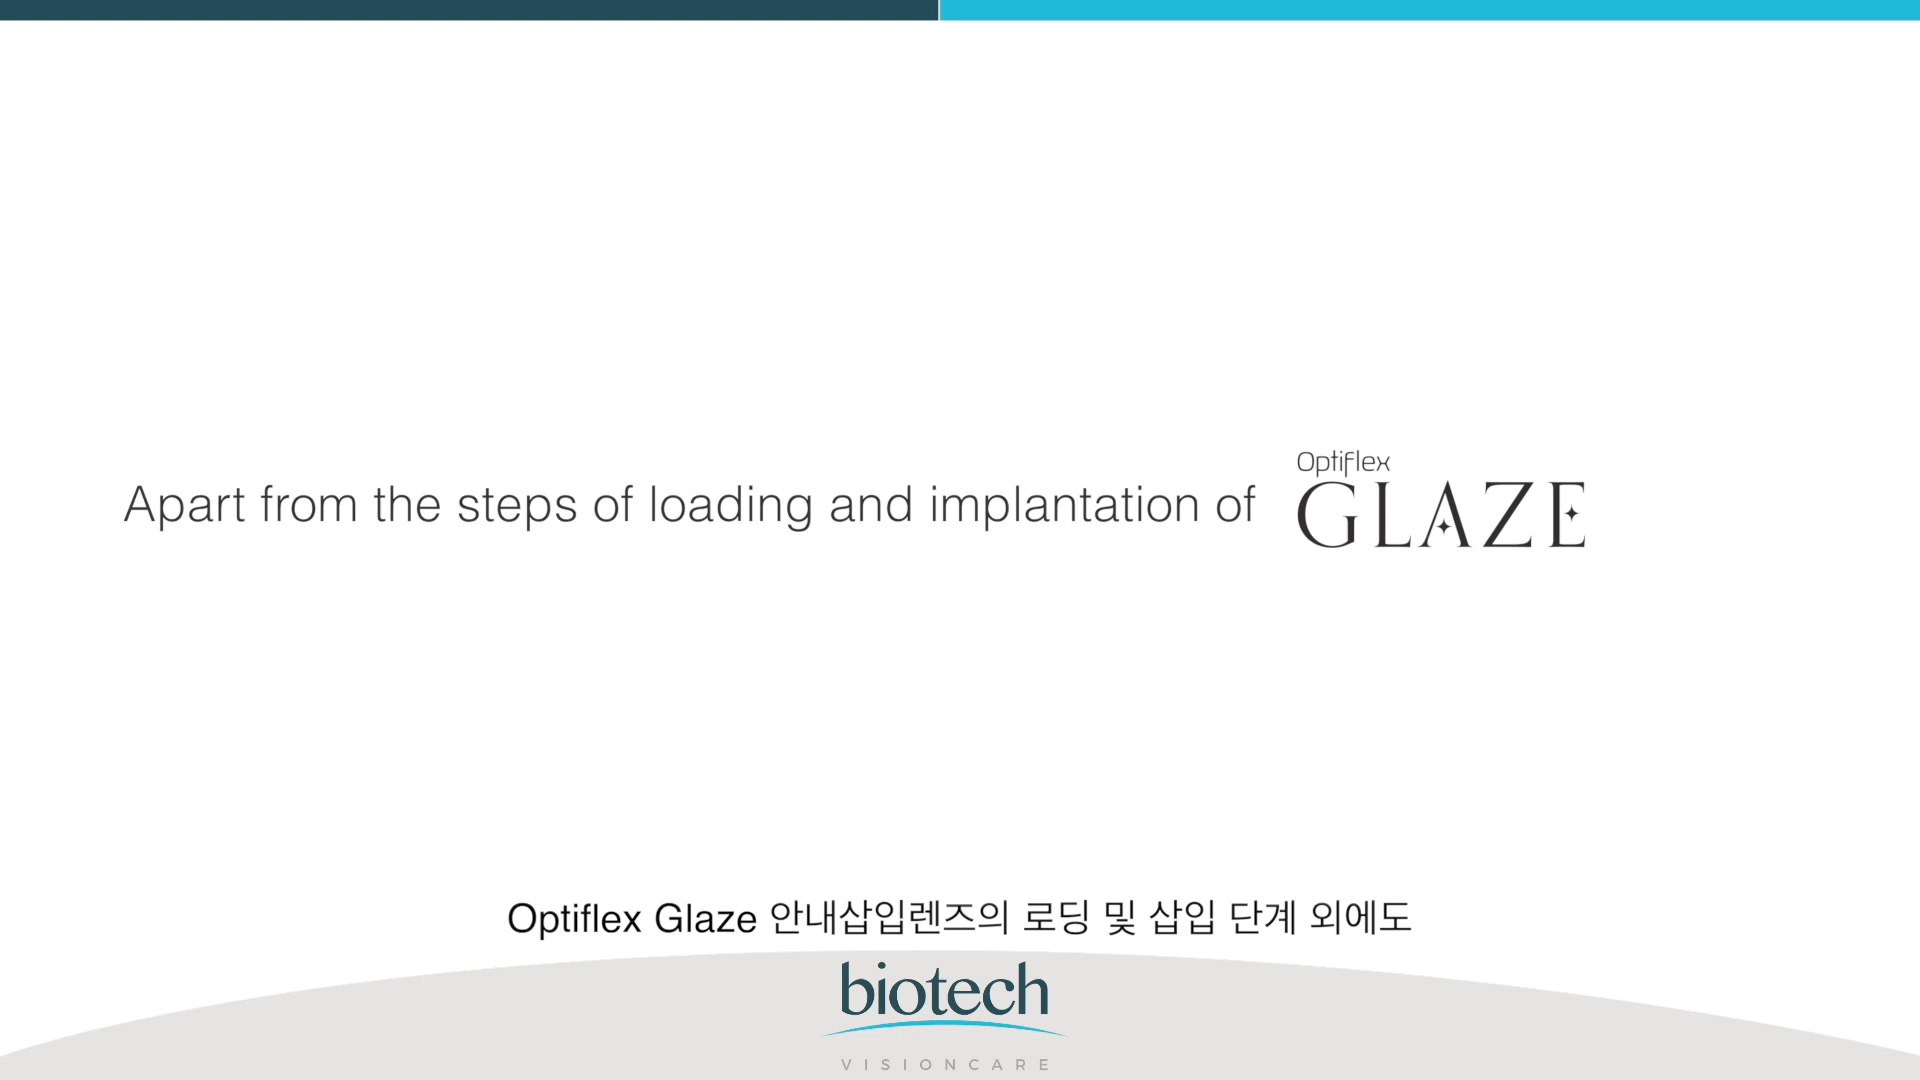 Optiflex
Apart from the steps of loading and implantation of GLAZE
Optiflex Glaze 안내삽입렌즈의 로딩 및 삽입 단계 외에도
biotech
VISIONCARE